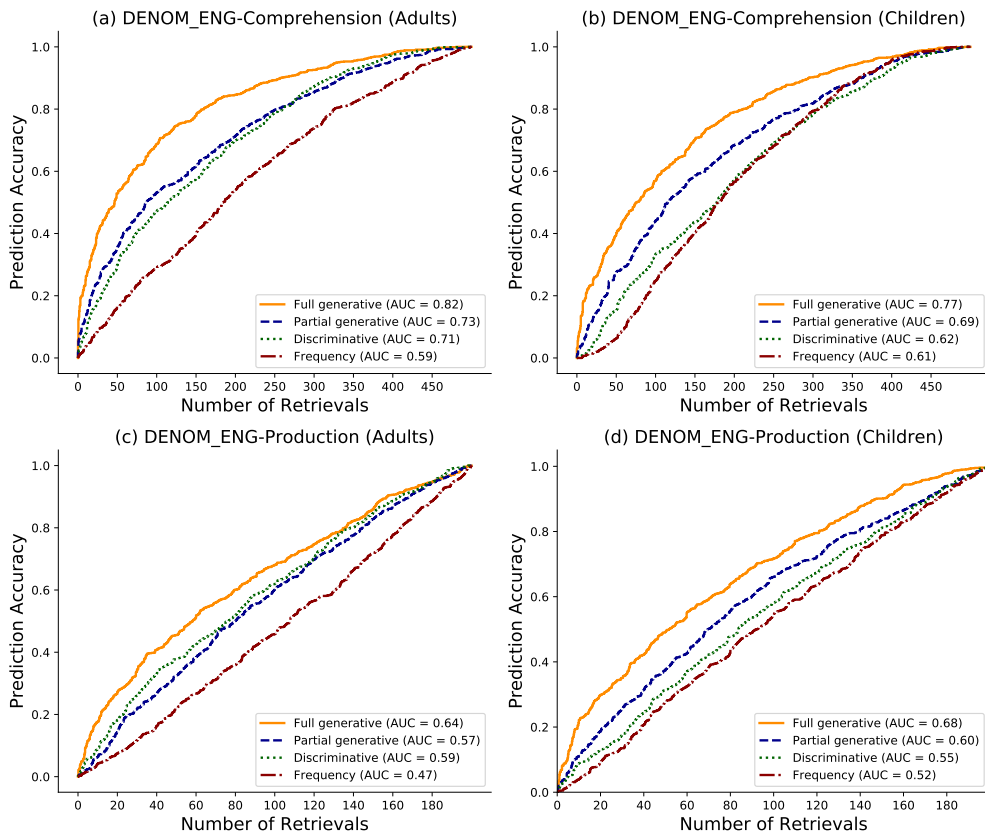 (a) DENOM_ENG-Comprehension (Adults)
1.0
0.8
0.6
0.4
0.2
0.0
Prediction Accuracy
Full generative (AUC = 0.82)
Partial generative (AUC = 0.73)
Discriminative (AUC = 0.71)
Frequency (AUC = 0.59)
0 50 100 150 200 250 300 350 400 450
Number of Retrievals
(b) DENOM_ENG-Comprehension (Children)
1.0
0.8
0.6
0.4
0.2
0.0
Prediction Accuracy
Full generative (AUC = 0.77)
Partial generative (AUC = 0.69)
Discriminative (AUC = 0.62)
Frequency (AUC = 0.61)
0 50 100 150 200 250 300 350 400 450
Number of Retrievals
(c) DENOM_ENG-Production (Adults)
1.0
0.8
0.6
0.4
0.2
0.0
Prediction Accuracy
Full generative (AUC = 0.64)
Partial generative (AUC = 0.57)
Discriminative (AUC = 0.59)
Frequency (AUC = 0.47)
0 20 40 60 80 100 120 140 160 180
Number of Retrievals
(d) DENOM_ENG-Production (Children)
1.0
0.8
0.6
0.4
0.2
0.0
Prediction Accuracy
Full generative (AUC = 0.68)
Partial generative (AUC = 0.60)
Discriminative (AUC = 0.55)
Frequency (AUC = 0.52)
0 20 40 60 80 100 120 140 160 180
Number of Retrievals